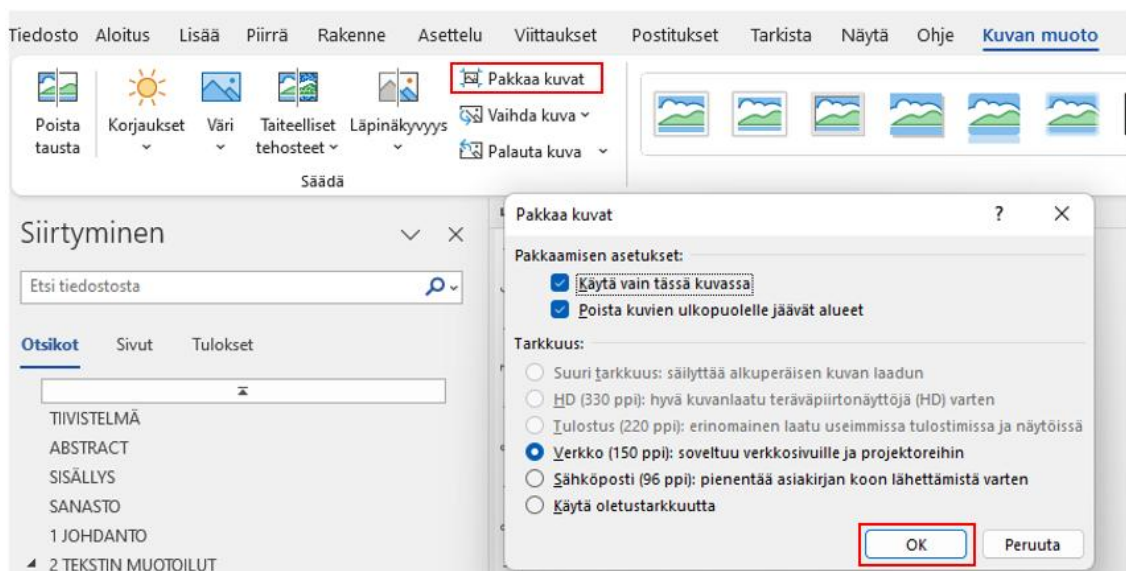 Tiedosto Aloitus Lisää Piirrä Rakenne Asettelu Viittaukset Postitukset Tarkista Näytä Ohje Kuvan muoto
Poista tausta
Korjaukset
Väri
Taiteelliset tehosteet
Läpinäkyvyys
Pakkaa kuvat
Vaihda kuva
Palauta kuva
Säädä
Siirtyminen
Etsi tiedostosta
Otsikot Sivut Tulokset
TIIVISTELMÄ
ABSTRACT
SISÄLLYS
SANASTO
1 JOHDANTO
2 TEKSTIN MUOTOILUT
Pakkaa kuvat ?
Pakkaamisen asetukset:
Käytä vain tässä kuvassa
Poista kuvien ulkopuolelle jäävät alueet
Tarkkuus:
Suuri tarkkuus: säilyttää alkuperäisen kuvan laadun
HD (330 ppi): hyvä kuvanlaatu teräväpiirtonäyttöjä (HD) varten
Tulostus (220 ppi): erinomainen laatu useimmissa tulostimissa ja näytöissä
Verkko (150 ppi): soveltuu verkkosivuille ja projektoreihin
Sähköposti (96 ppi): pienentää asiakirjan koon lähettämistä varten
Käytä oletustarkkuutta
OK Peruuta